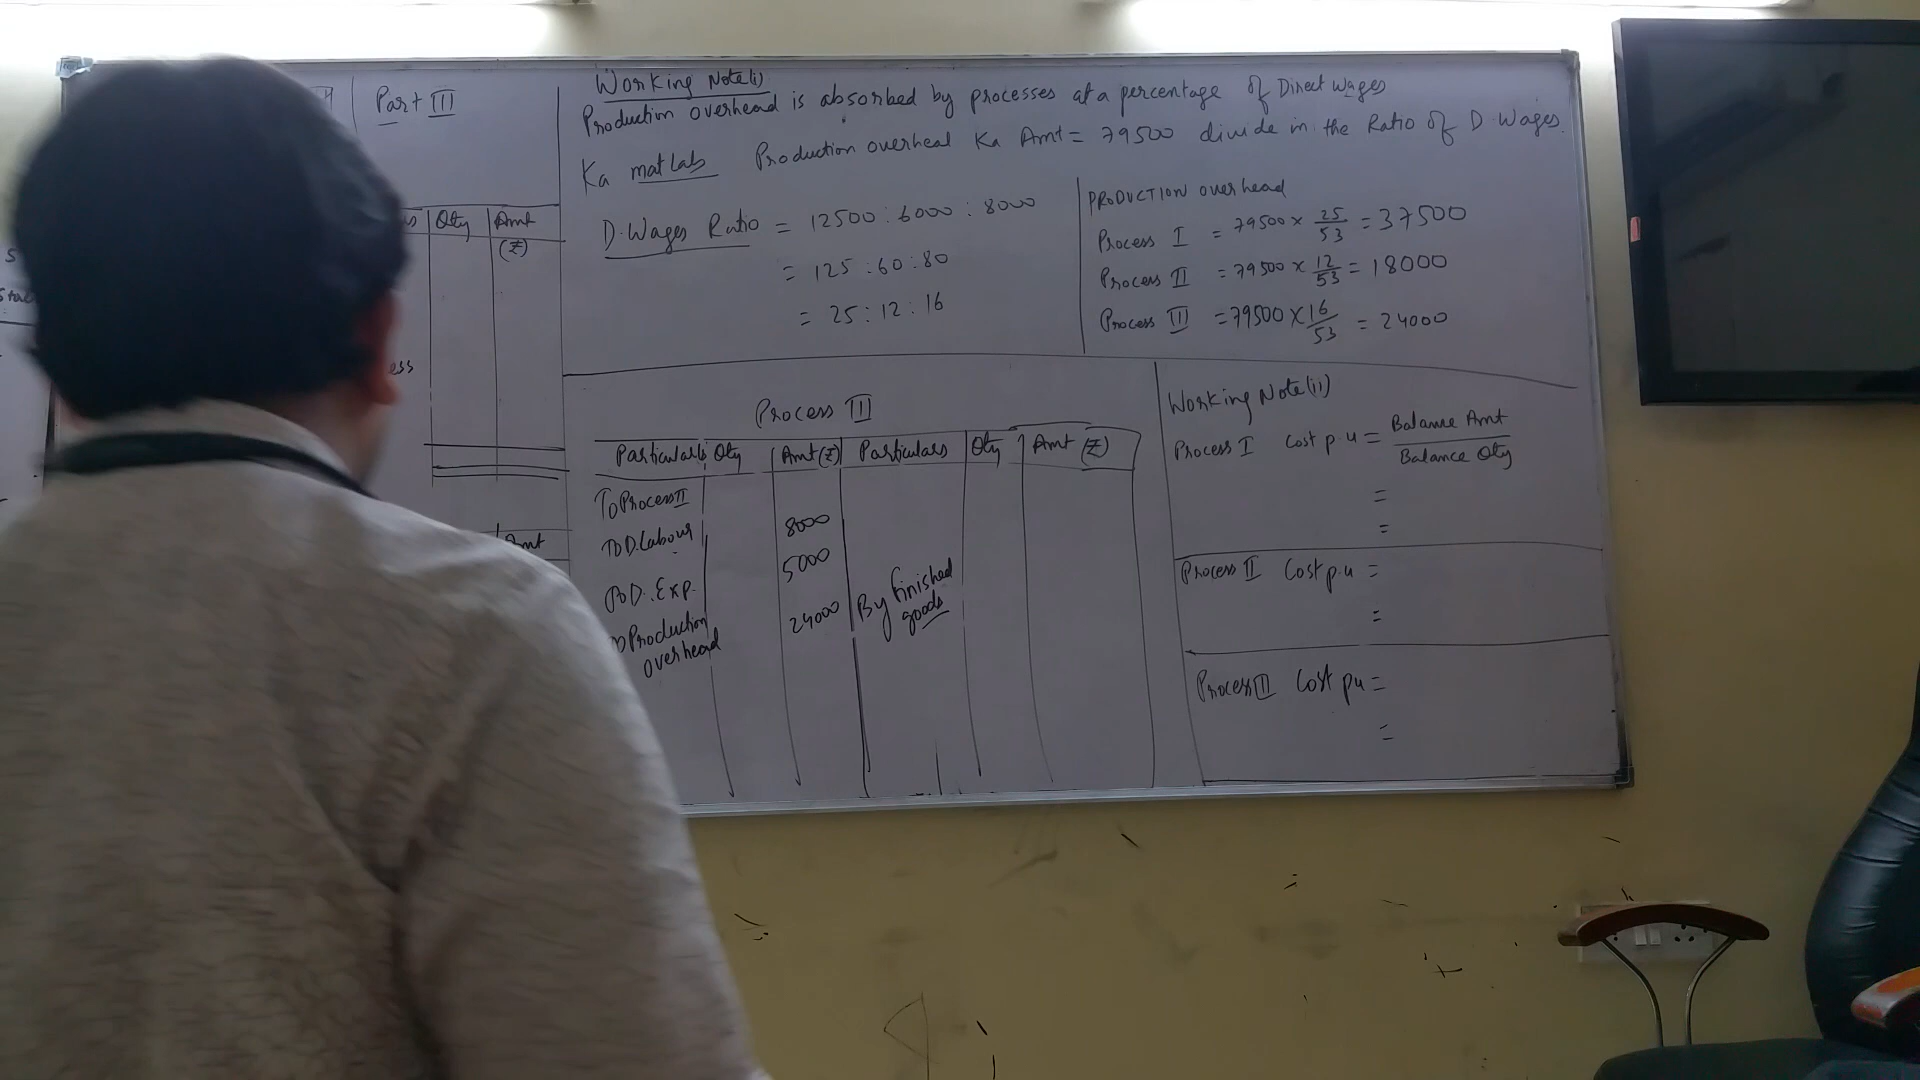 Part III
Qty
Amt
(₹)
ess
Amt
Working Note(i)
Production overhead is absorbed by processes at a percentage of Direct Wages
Ka matlab Production overheal Ka Amt = 79500 divide in the Ratio of D.Wages.
D.Wages Ratio = 12500 : 6000 : 8000
= 125 : 60 : 80
= 25 : 12 : 16
PRODUCTION overhead
Process I = 79500 × 25/53 = 37500
Process II = 79500 × 12/53 = 18000
Process III = 79500 × 16/53 = 24000
Process III
Particulars Qty Amt (₹) Particulars Qty Amt (₹)
To Process II
To D.Labour 8000
To D.Exp. 5000
Production 24000
overhead
By finished
goods
Working Note(ii)
Process I Cost p.u = Balance Amt / Balance Qty
=
=
Process II Cost p.u =
=
Process III Cost pu =
=